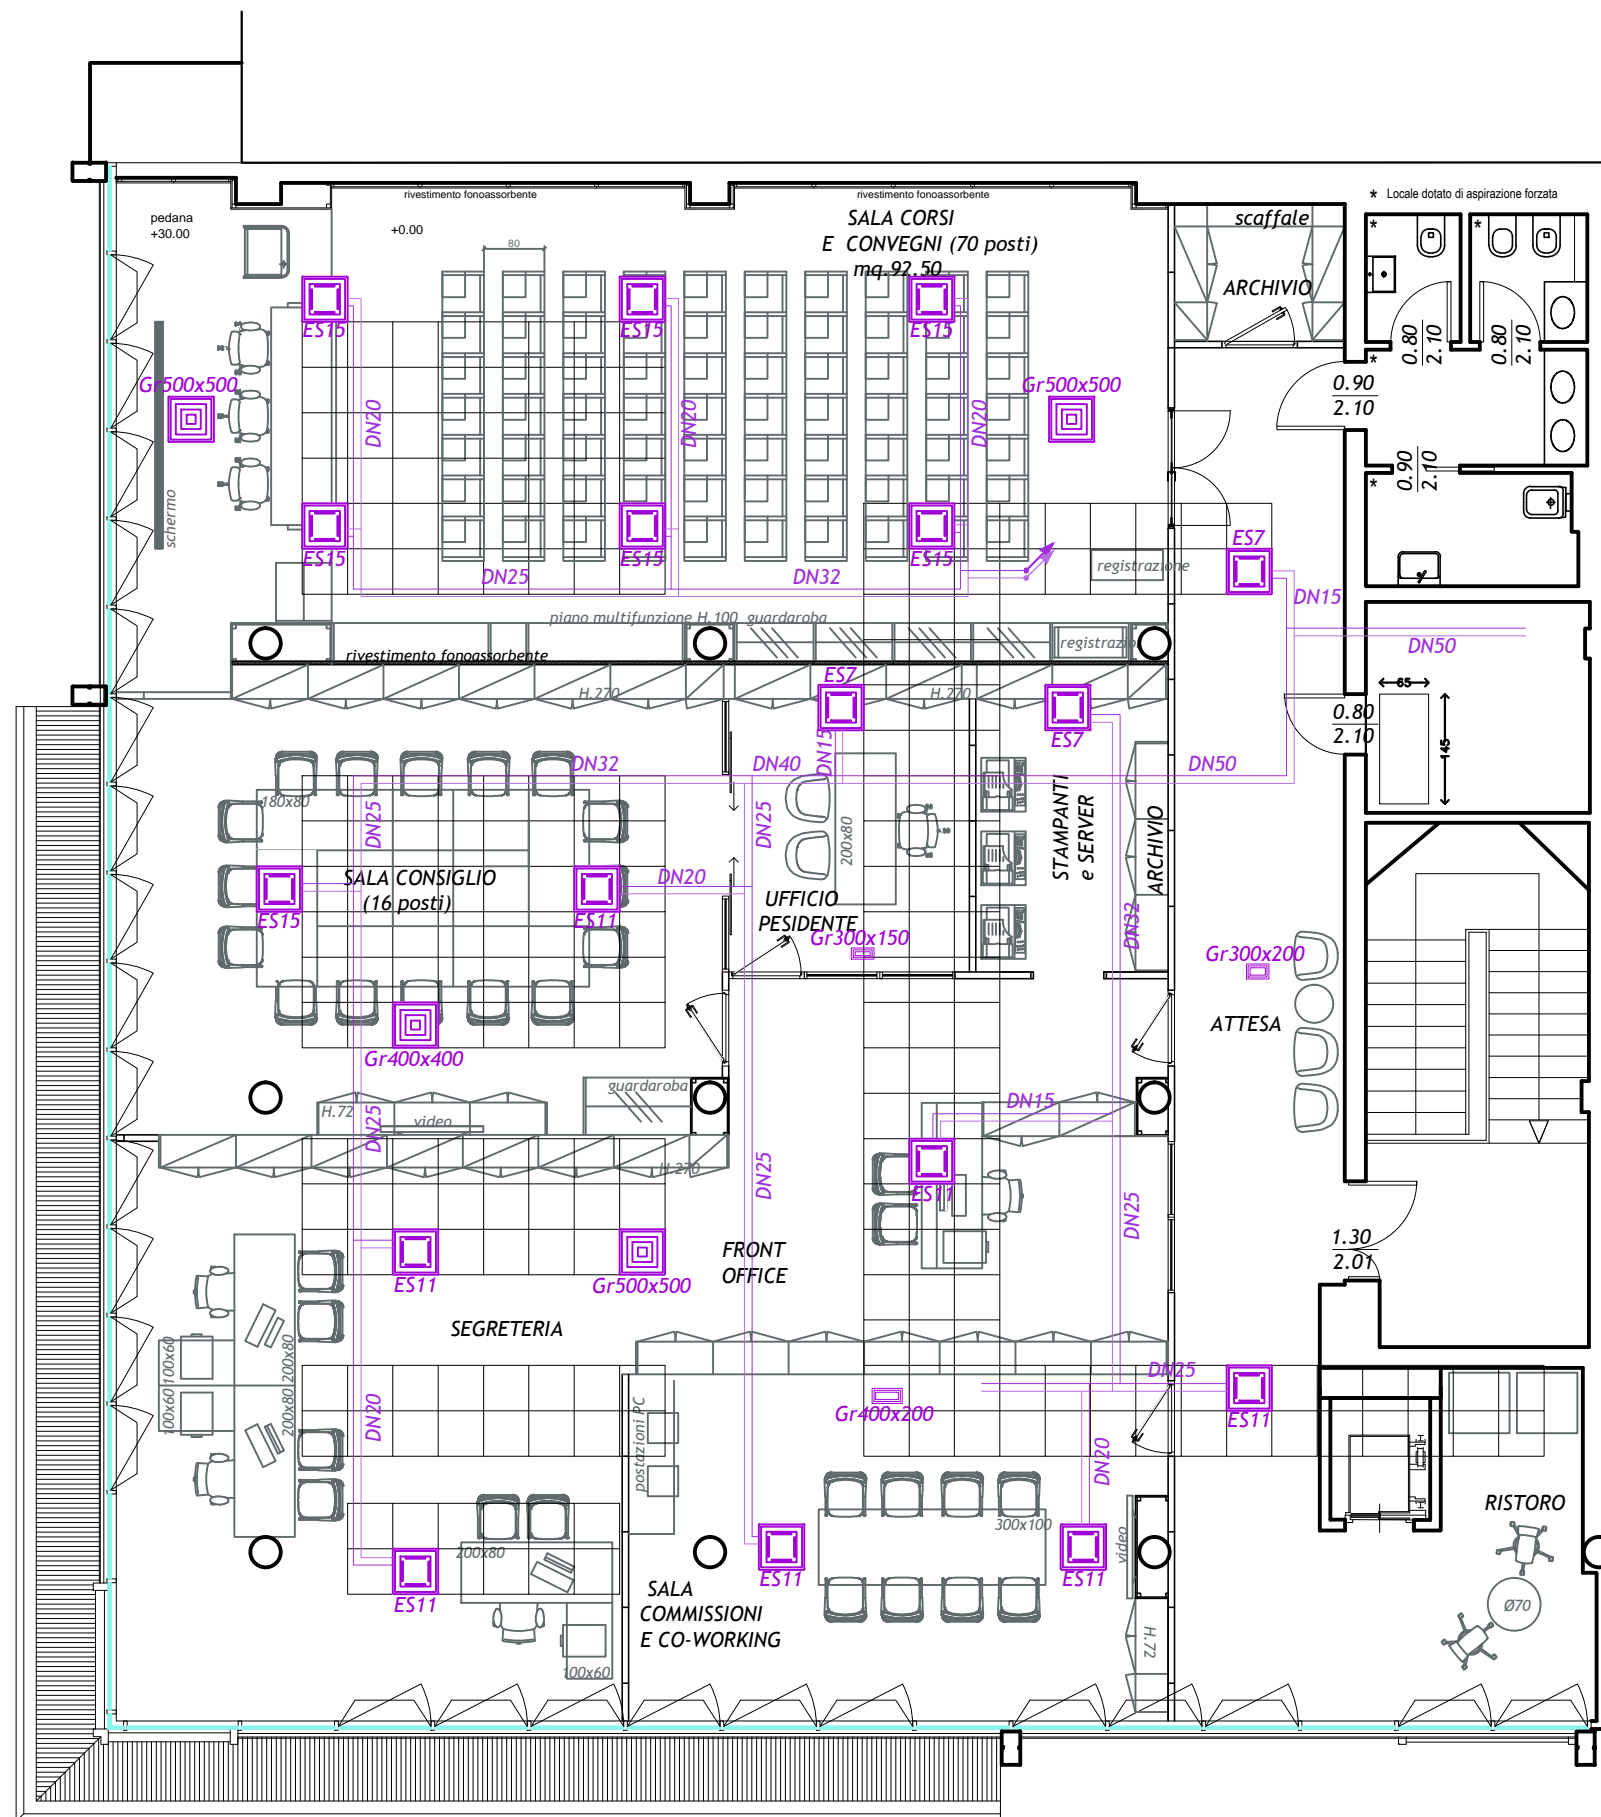 rivestimento fonoassorbente
rivestimento fonoassorbente
* Locale dotato di aspirazione forzata
pedana
+30.00
+0.00
80
SALA CORSI
E CONVEGNI (70 posti)
mq.92.50
scaffale
ARCHIVIO
*
*
0.80
2.10
0.80
2.10
*
0.90
2.10
0.90
2.10
*
ES15
ES15
ES15
Gr500x500
Gr500x500
DN20
DN20
DN20
schermo
ES15
ES15
ES15
ES7
DN25
DN32
registrazione
DN15
DN50
piano multifunzione H.100 guardaroba
registrazio
rivestimento fonoassorbente
H.270
H.270
ES7
ES7
65
145
0.80
2.10
DN15
DN32
DN40
DN50
180x80
DN25
DN25
200x80
STAMPANTI
e SERVER
ARCHIVIO
SALA CONSIGLIO
(16 posti)
DN20
ES15
ES11
UFFICIO
PESIDENTE
DN32
Gr300x150
Gr300x200
ATTESA
Gr400x400
guardaroba
H.72
video
DN25
DN15
H.270
DN25
ES11
DN25
1.30
2.01
FRONT
OFFICE
ES11
Gr500x500
SEGRETERIA
100x60
200x80
100x60
200x80
DN20
DN25
ES11
Gr400x200
postazioni PC
DN20
RISTORO
300x100
200x80
video
ES11
ES11
ES11
SALA
COMMISSIONI
E CO-WORKING
Ø70
H.72
100x60